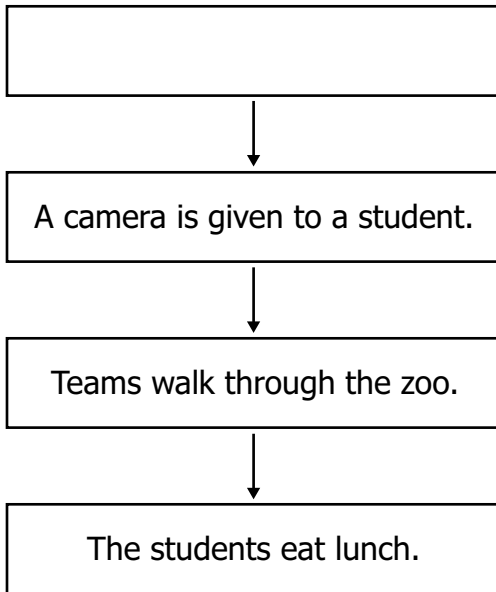 A camera is given to a student.
Teams walk through the zoo.
The students eat lunch.